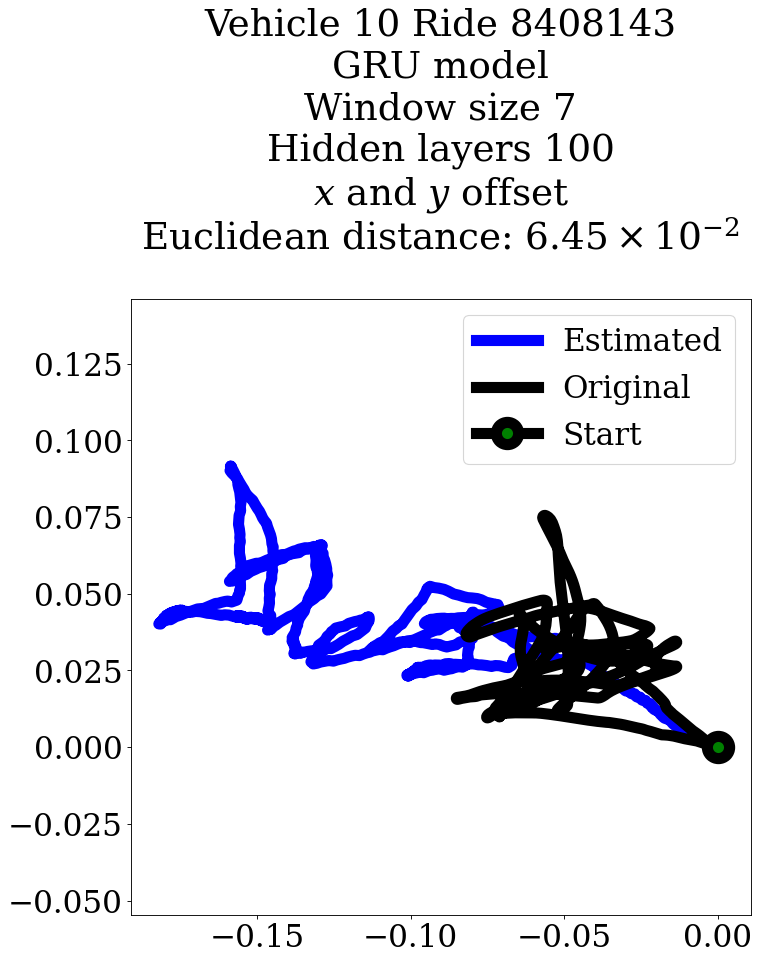 Vehicle 10 Ride 8408143
GRU model
Window size 7
Hidden layers 100
x and y offset
Euclidean distance: 6.45 × 10⁻²
Estimated
Original
Start
0.125
0.100
0.075
0.050
0.025
0.000
−0.025
−0.050
−0.15 −0.10 −0.05 0.00